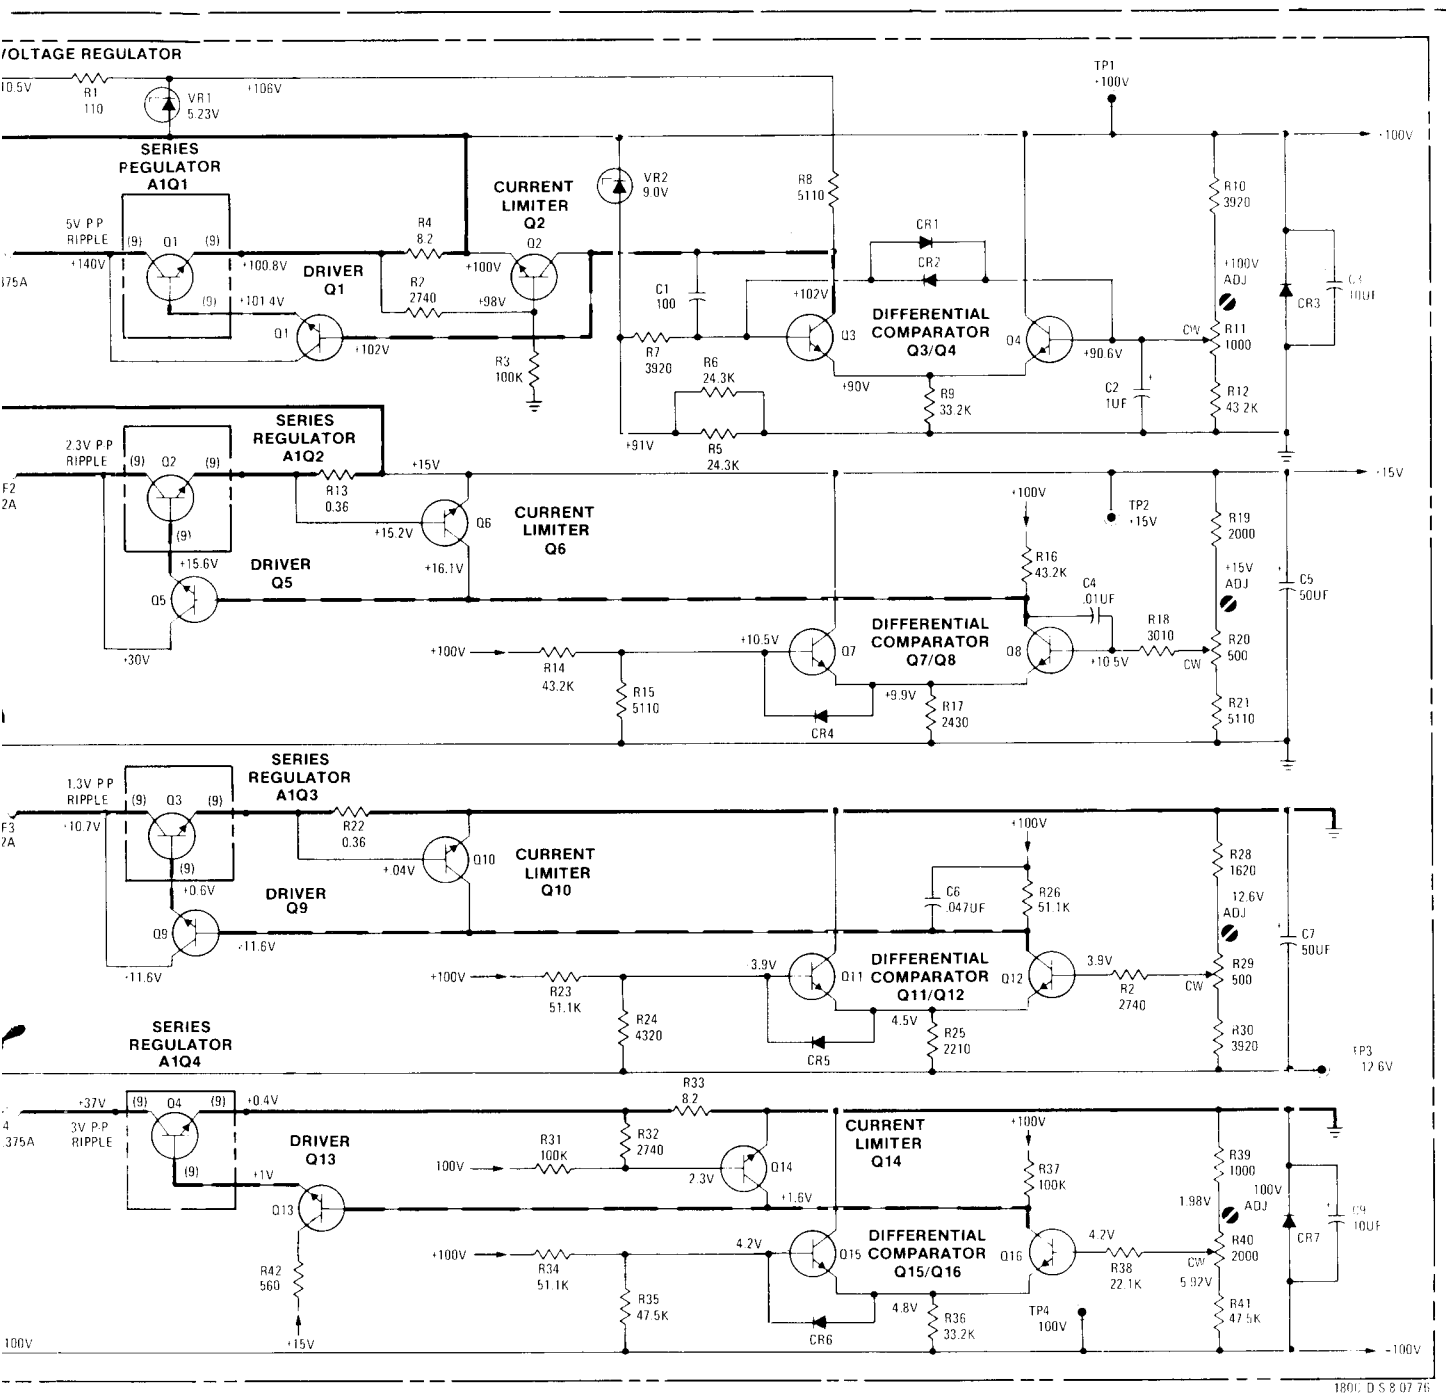 VOLTAGE REGULATOR
10.5V
R1
110
VR1
5.23V
+106V
TP1
+100V
SERIES
REGULATOR
A1Q1
-100V
5V P P
RIPPLE
(9)
Q1
(9)
+140V
375A
+100.8V
(9)
+101.4V
DRIVER
Q1
Q1
+102V
R4
8.2
R2
2740
+100V
+98V
CURRENT
LIMITER
Q2
Q2
R3
100K
VR2
9.0V
C1
100
R7
3920
R6
24.3K
R5
24.3K
+91V
R8
5110
CR1
CR2
+102V
Q3
DIFFERENTIAL
COMPARATOR
Q3/Q4
Q4
+90V
R9
33.2K
+90.6V
C2
1UF
+
R10
3920
+100V
ADJ
CW
R11
1000
R12
43.2K
CR3
C3
10UF
SERIES
REGULATOR
A1Q2
2.3V P P
RIPPLE
(9)
Q2
(9)
F2
2A
(9)
+15.6V
DRIVER
Q5
Q5
+30V
R13
0.36
+15V
+15.2V
Q6
+16.1V
CURRENT
LIMITER
Q6
+100V
R14
43.2K
R15
5110
+10.5V
Q7
DIFFERENTIAL
COMPARATOR
Q7/Q8
Q8
CR4
+9.9V
R17
2430
+100V
R16
43.2K
C4
.01UF
+10.5V
R18
3010
CW
TP2
+15V
-15V
R19
2000
+15V
ADJ
R20
500
R21
5110
C5
50UF
SERIES
REGULATOR
A1Q3
1.3V P P
RIPPLE
(9)
Q3
(9)
F3
2A
-10.7V
(9)
+0.6V
DRIVER
Q9
Q9
-11.6V
-11.6V
R22
0.36
+.04V
Q10
CURRENT
LIMITER
Q10
+100V
R23
51.1K
R24
4320
3.9V
Q11
DIFFERENTIAL
COMPARATOR
Q11/Q12
Q12
CR5
4.5V
R25
2210
C6
.047UF
+100V
R26
51.1K
3.9V
R2
2740
CW
R28
1620
12.6V
ADJ
R29
500
R30
3920
C7
50UF
TP3
12.6V
SERIES
REGULATOR
A1Q4
4
.375A
+37V
3V P-P
RIPPLE
(9)
Q4
(9)
+0.4V
(9)
+1V
DRIVER
Q13
Q13
R42
560
+15V
100V
R31
100K
R32
2740
R33
8.2
2.3V
Q14
+1.6V
CURRENT
LIMITER
Q14
+100V
R34
51.1K
R35
47.5K
4.2V
Q15
DIFFERENTIAL
COMPARATOR
Q15/Q16
Q16
CR6
4.8V
R36
33.2K
+100V
R37
100K
4.2V
R38
22.1K
CW
5.92V
TP4
100V
R39
1000
1.98V
100V
ADJ
R40
2000
R41
47.5K
CR7
C9
10UF
100V
-100V
180C D S 8 07 76